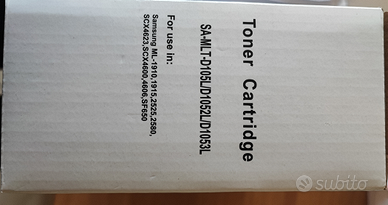 Toner Cartridge
SA-MLT-D105L/D1052L/D1053L
For use in:
Samsung ML-1910,1915,2525,2580,
SCX4623,SCX4600,4606,SF650
subito